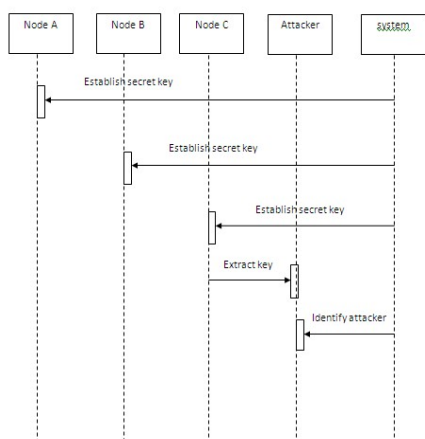 Node A
Node B
Node C
Attacker
system
Establish secret key
Establish secret key
Establish secret key
Extract key
Identify attacker